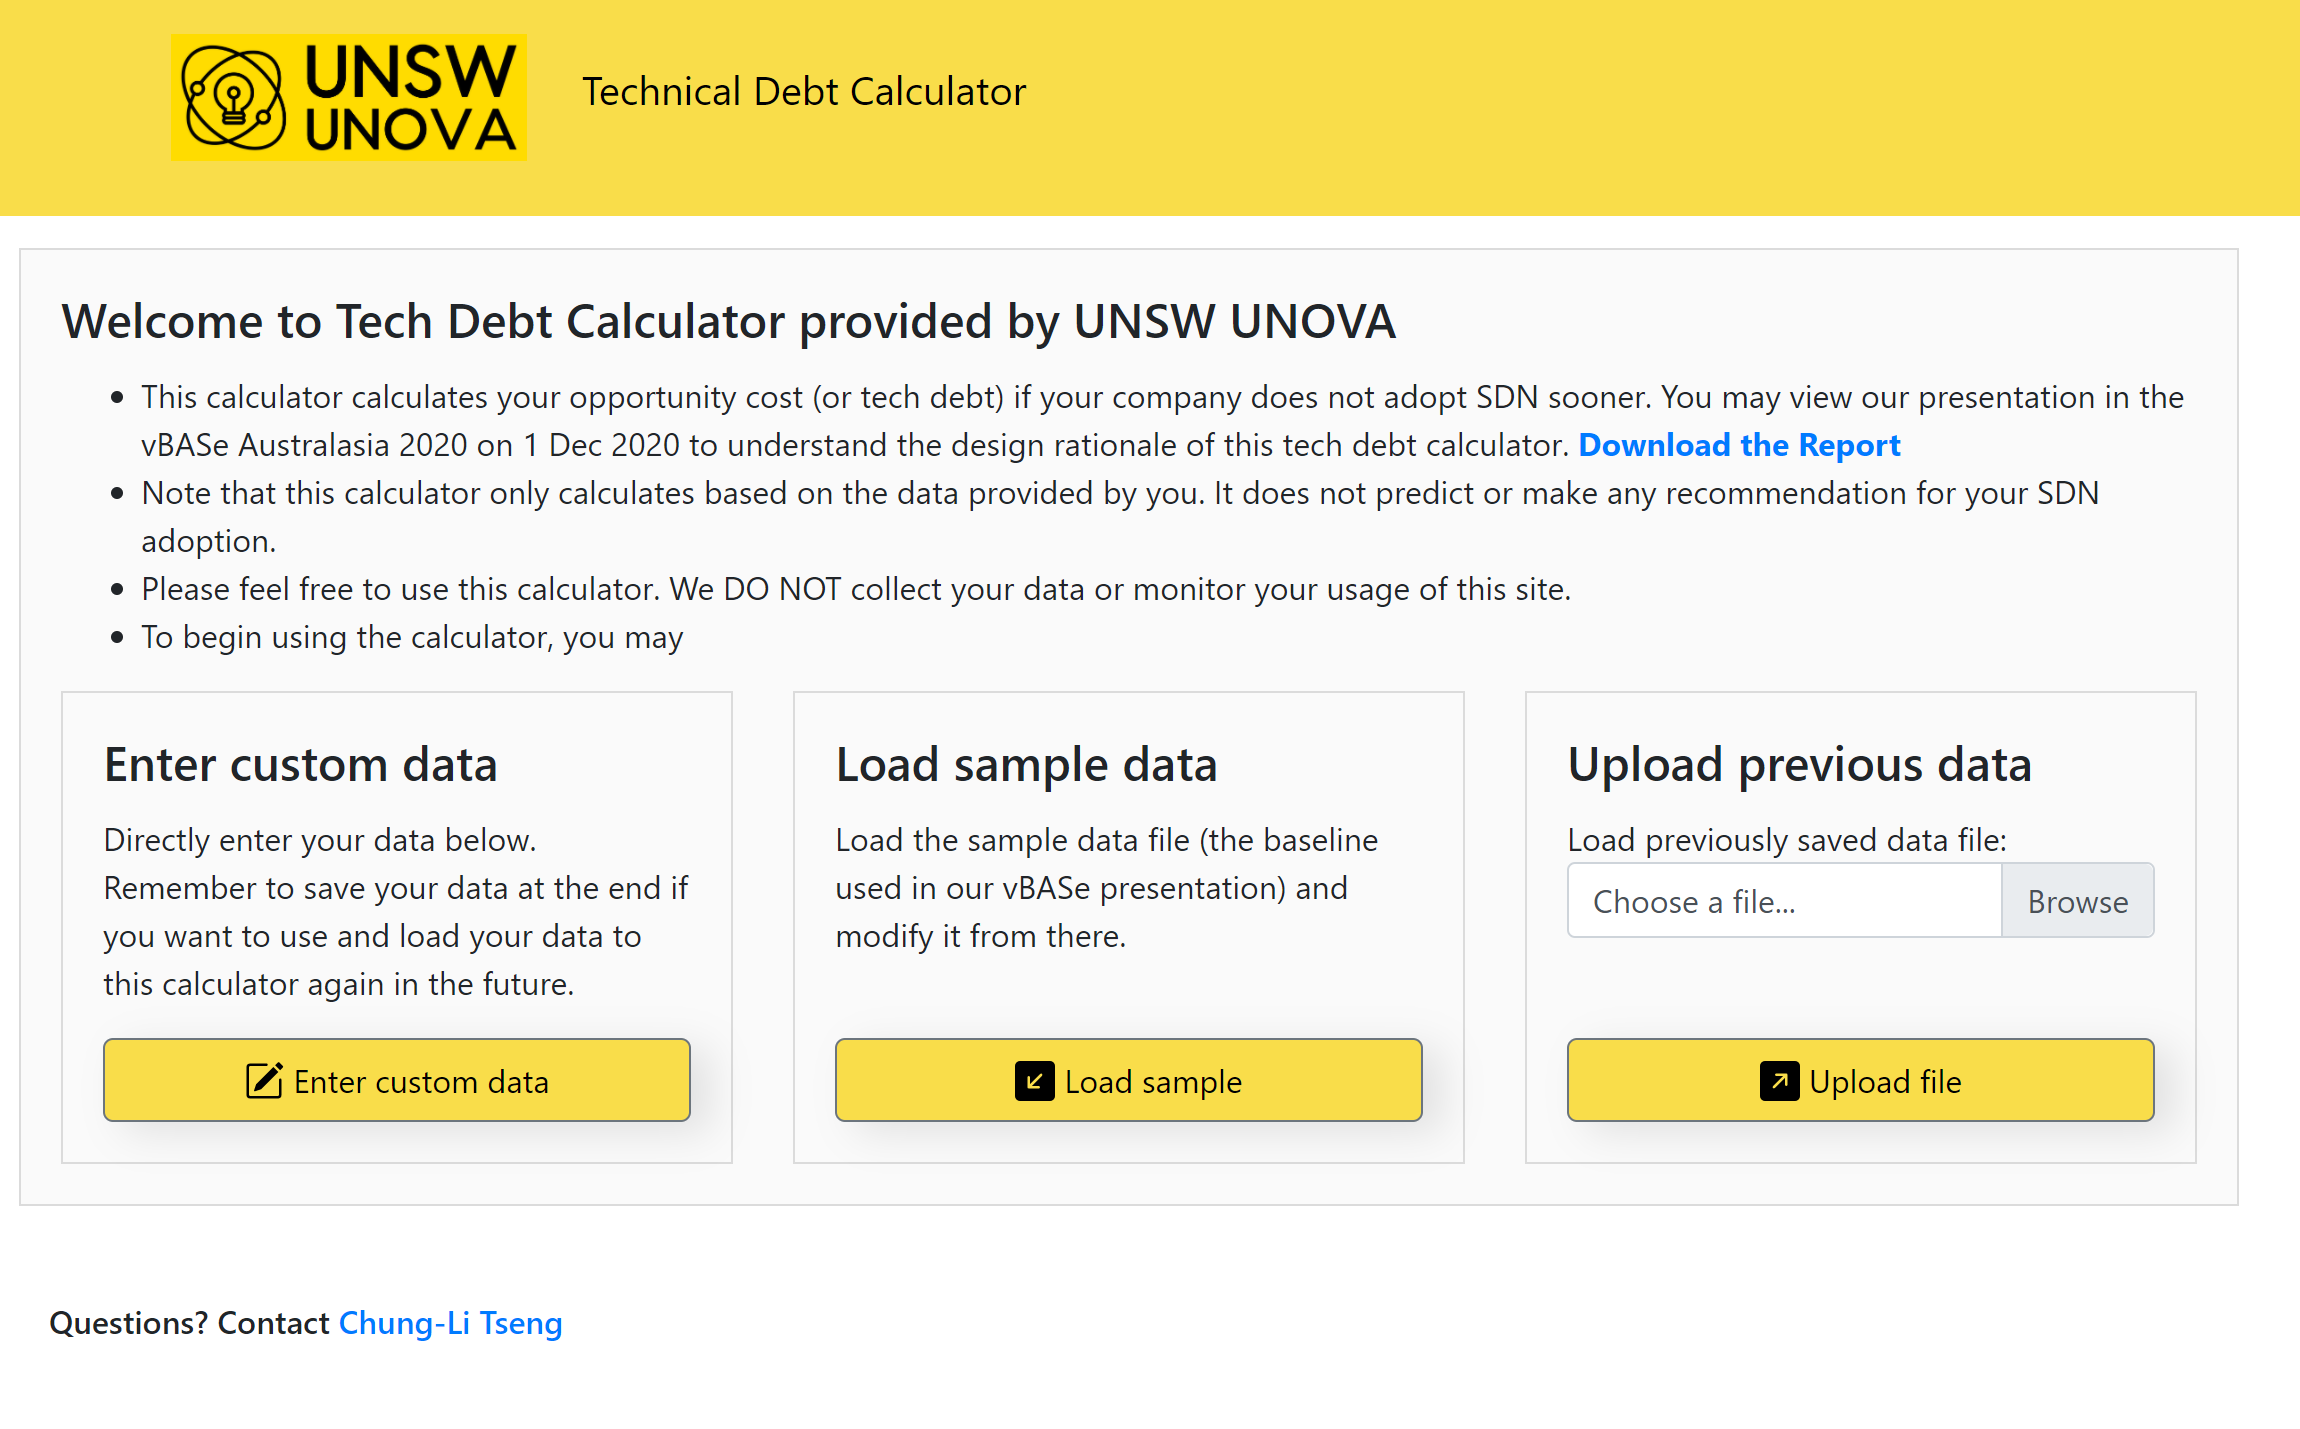 UNSW
UNOVA
Technical Debt Calculator
Welcome to Tech Debt Calculator provided by UNSW UNOVA
• This calculator calculates your opportunity cost (or tech debt) if your company does not adopt SDN sooner. You may view our presentation in the
vBASe Australasia 2020 on 1 Dec 2020 to understand the design rationale of this tech debt calculator. Download the Report
• Note that this calculator only calculates based on the data provided by you. It does not predict or make any recommendation for your SDN
adoption.
• Please feel free to use this calculator. We DO NOT collect your data or monitor your usage of this site.
• To begin using the calculator, you may
Enter custom data
Directly enter your data below.
Remember to save your data at the end if
you want to use and load your data to
this calculator again in the future.
Enter custom data
Load sample data
Load the sample data file (the baseline
used in our vBASe presentation) and
modify it from there.
Load sample
Upload previous data
Load previously saved data file:
Choose a file... Browse
Upload file
Questions? Contact Chung-Li Tseng